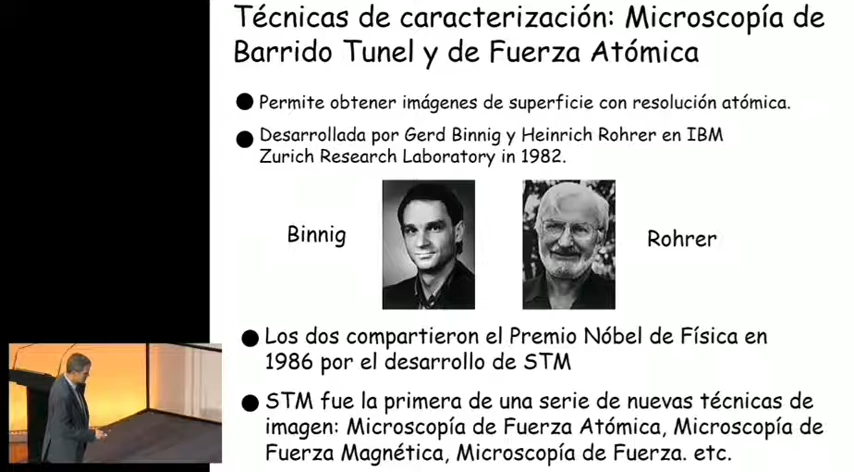 Técnicas de caracterización: Microscopía de
Barrido Tunel y de Fuerza Atómica
● Permite obtener imágenes de superficie con resolución atómica.
● Desarrollada por Gerd Binnig y Heinrich Rohrer en IBM
Zurich Research Laboratory in 1982.
Binnig
Rohrer
● Los dos compartieron el Premio Nóbel de Física en
1986 por el desarrollo de STM
● STM fue la primera de una serie de nuevas técnicas de
imagen: Microscopía de Fuerza Atómica, Microscopía de
Fuerza Magnética, Microscopía de Fuerza. etc.